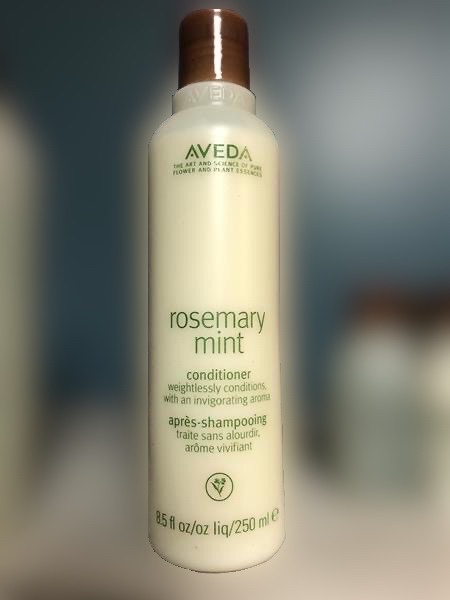 AVEDA
AVEDA
THE ART AND SCIENCE OF PURE
FLOWER AND PLANT ESSENCES
rosemary
mint
conditioner
weightlessly conditions,
with an invigorating aroma
après-shampooing
traite sans alourdir,
arôme vivifiant
8.5 fl oz/oz liq/250 ml ℮